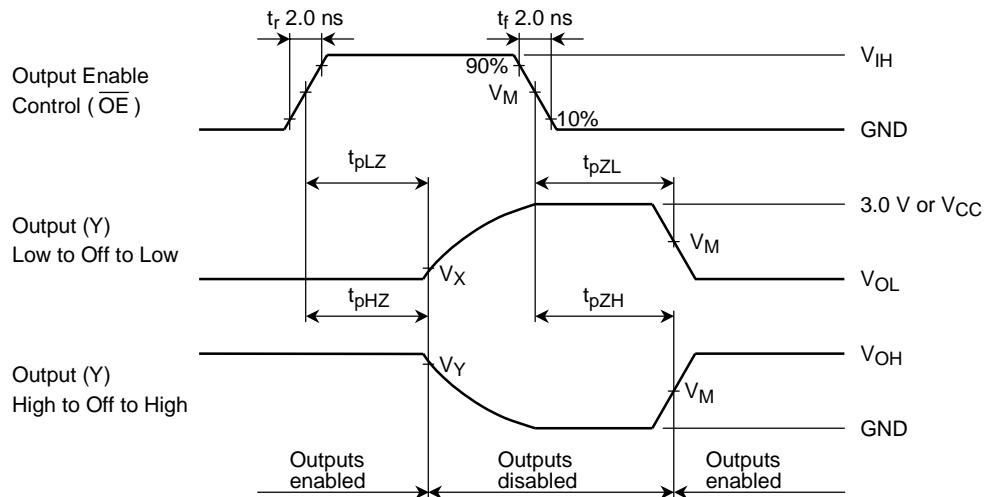 tr 2.0 ns
tf 2.0 ns
Output Enable
Control ( OE )
90%
VM
10%
VIH
GND
tpLZ
tpZL
Output (Y)
Low to Off to Low
VX
VM
3.0 V or VCC
VOL
tpHZ
tpZH
Output (Y)
High to Off to High
VY
VM
VOH
GND
Outputs
enabled
Outputs
disabled
Outputs
enabled